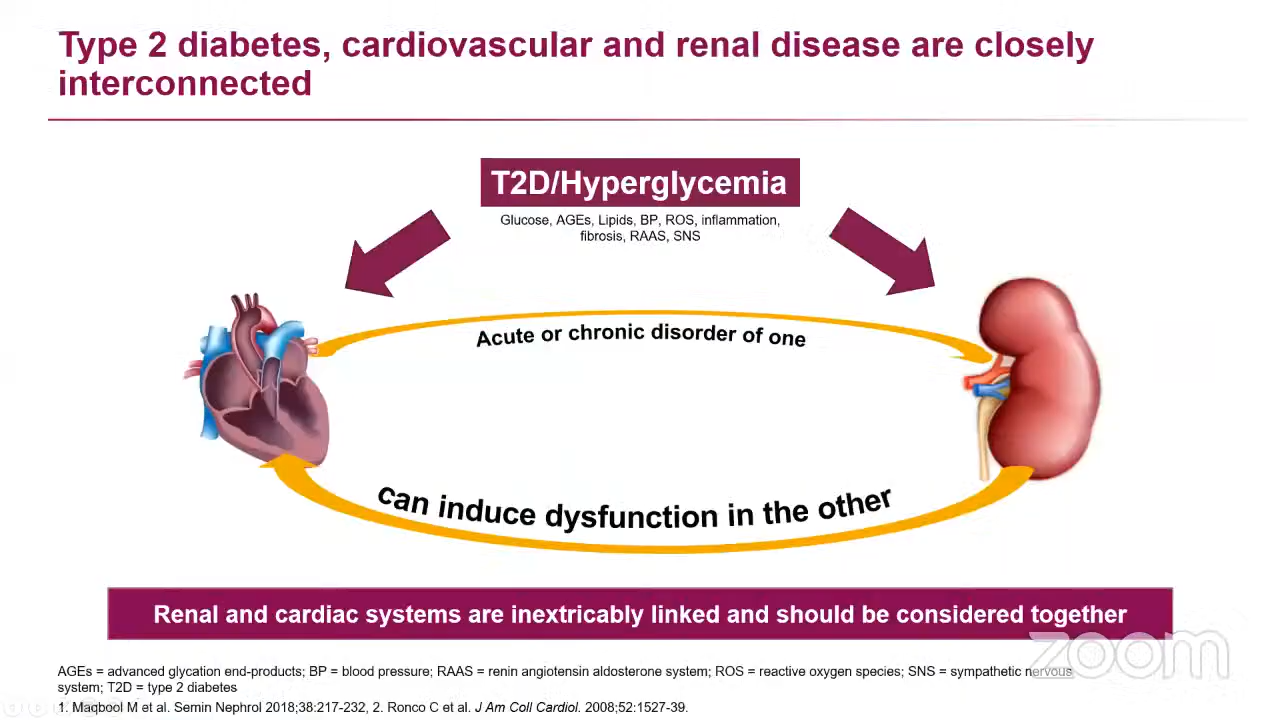 Type 2 diabetes, cardiovascular and renal disease are closely
interconnected
T2D/Hyperglycemia
Glucose, AGEs, Lipids, BP, ROS, inflammation,
fibrosis, RAAS, SNS
Acute or chronic disorder of one
can induce dysfunction in the other
Renal and cardiac systems are inextricably linked and should be considered together
zoom
AGEs = advanced glycation end-products; BP = blood pressure; RAAS = renin angiotensin aldosterone system; ROS = reactive oxygen species; SNS = sympathetic nervous
system; T2D = type 2 diabetes
1. Maqbool M et al. Semin Nephrol 2018;38:217-232, 2. Ronco C et al. J Am Coll Cardiol. 2008;52:1527-39.